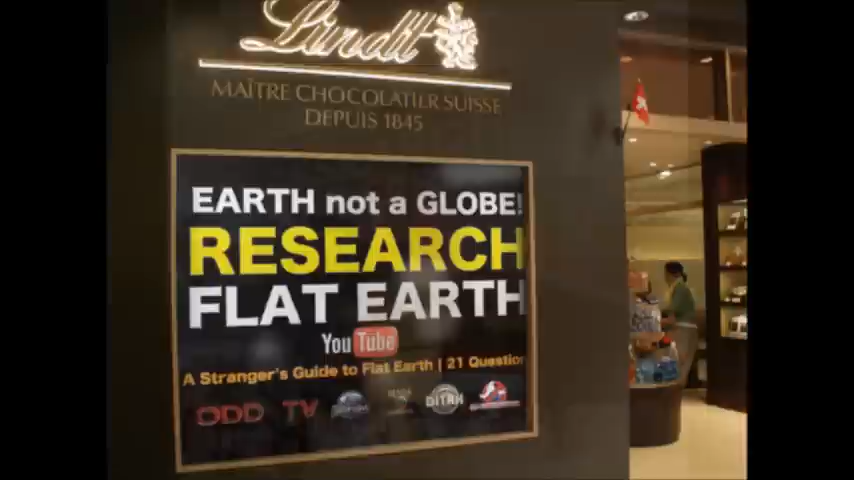 Lindt
MAÎTRE CHOCOLATIER SUISSE
DEPUIS 1845
EARTH not a GLOBE!
RESEARCH
FLAT EARTH
YouTube
A Stranger's Guide to Flat Earth | 21 Question
ODD TV
DITRH